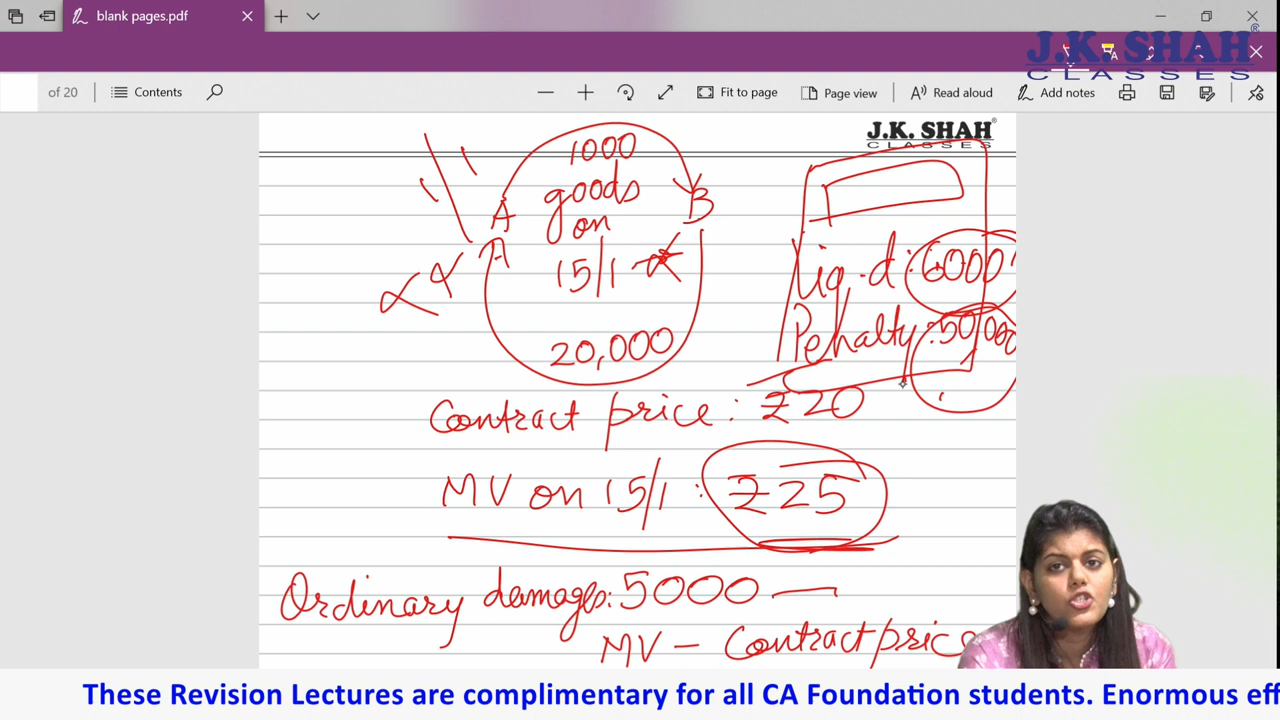 blank pages.pdf
J.K. SHAH®
CLASSES
of 20
Contents
Fit to page
Page view
Read aloud
Add notes
J.K. SHAH®
CLASSES
1000
goods
A B
on
A
15/1
Liq.d: 6000
Penalty: 50,000
20,000
Contract price: ₹20
MV on 15/1: ₹25
Ordinary damages: 5000 —
MV - Contract price
These Revision Lectures are complimentary for all CA Foundation students. Enormous eff